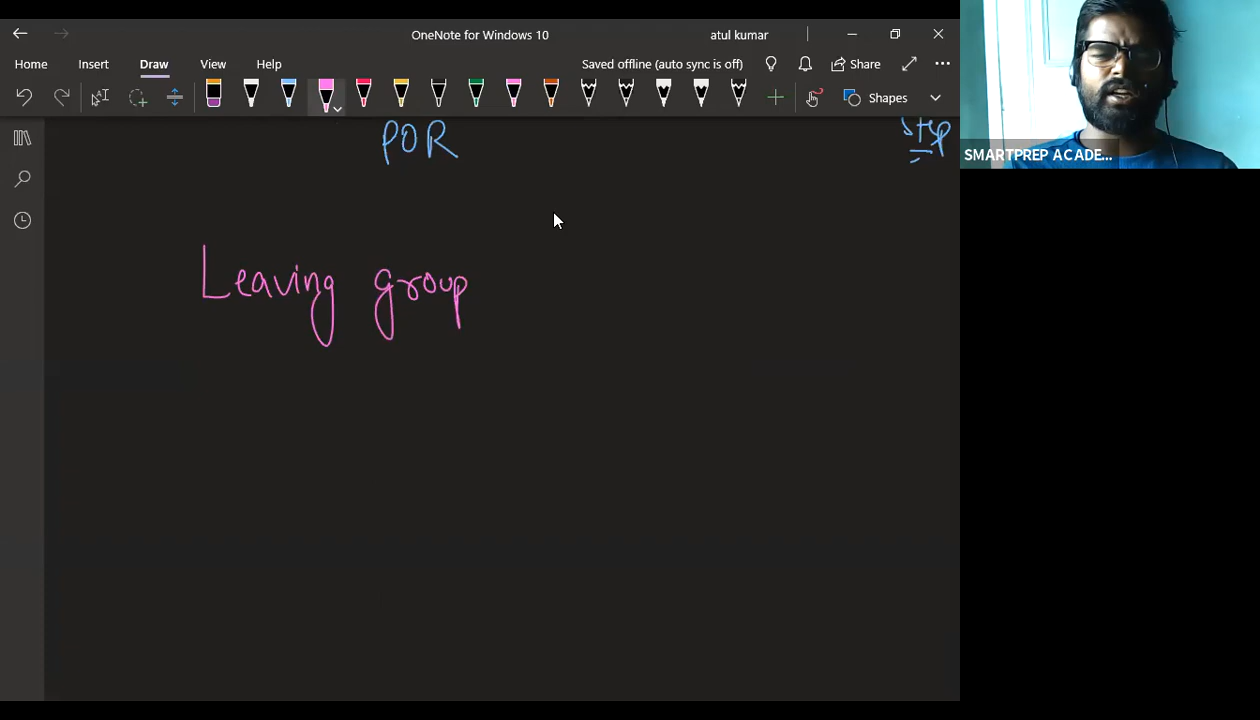 OneNote for Windows 10
atul kumar
Home Insert Draw View Help
Saved offline (auto sync is off)
Share
Shapes
POR
step
Leaving group
SMARTPREP ACADE...